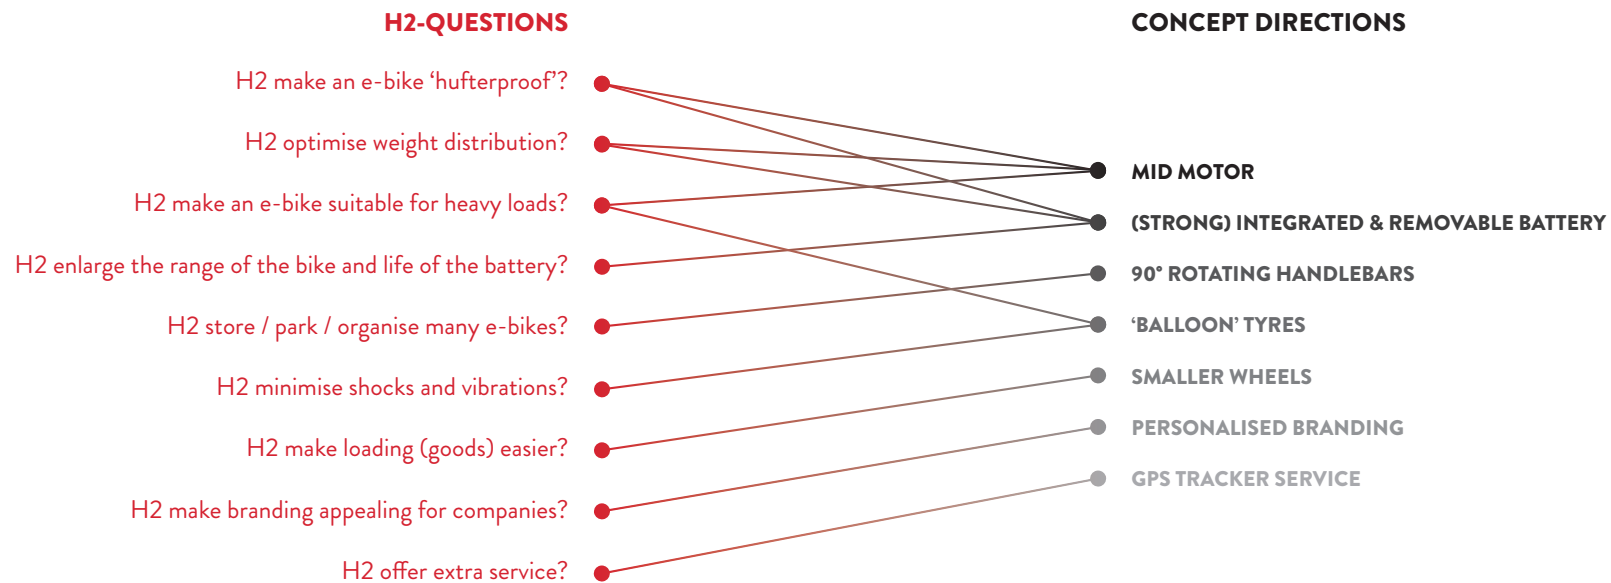 H2-QUESTIONS
H2 make an e-bike ‘hufterproof’?
H2 optimise weight distribution?
H2 make an e-bike suitable for heavy loads?
H2 enlarge the range of the bike and life of the battery?
H2 store / park / organise many e-bikes?
H2 minimise shocks and vibrations?
H2 make loading (goods) easier?
H2 make branding appealing for companies?
H2 offer extra service?
CONCEPT DIRECTIONS
MID MOTOR
(STRONG) INTEGRATED & REMOVABLE BATTERY
90° ROTATING HANDLEBARS
‘BALLOON’ TYRES
SMALLER WHEELS
PERSONALISED BRANDING
GPS TRACKER SERVICE